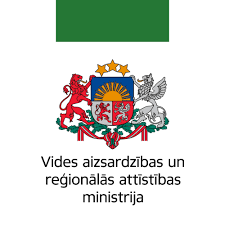 Vides aizsardzības un
reģionālās attīstības
ministrija